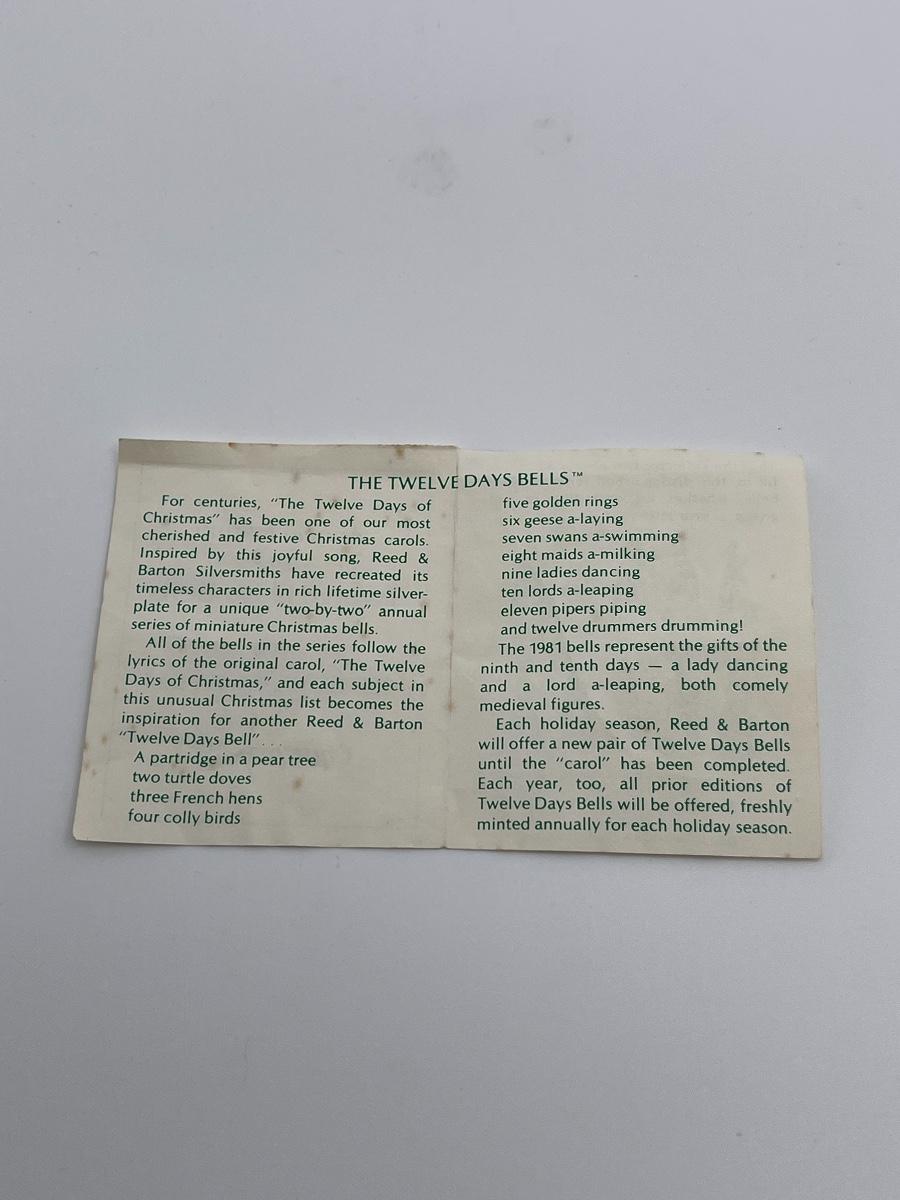 THE TWELVE DAYS BELLS™
For centuries, “The Twelve Days of
Christmas” has been one of our most
cherished and festive Christmas carols.
Inspired by this joyful song, Reed &
Barton Silversmiths have recreated its
timeless characters in rich lifetime silver-
plate for a unique “two-by-two” annual
series of miniature Christmas bells.
All of the bells in the series follow the
lyrics of the original carol, “The Twelve
Days of Christmas,” and each subject in
this unusual Christmas list becomes the
inspiration for another Reed & Barton
“Twelve Days Bell” . . .
A partridge in a pear tree
two turtle doves
three French hens
four colly birds
five golden rings
six geese a-laying
seven swans a-swimming
eight maids a-milking
nine ladies dancing
ten lords a-leaping
eleven pipers piping
and twelve drummers drumming!
The 1981 bells represent the gifts of the
ninth and tenth days — a lady dancing
and a lord a-leaping, both comely
medieval figures.
Each holiday season, Reed & Barton
will offer a new pair of Twelve Days Bells
until the “carol” has been completed.
Each year, too, all prior editions of
Twelve Days Bells will be offered, freshly
minted annually for each holiday season.